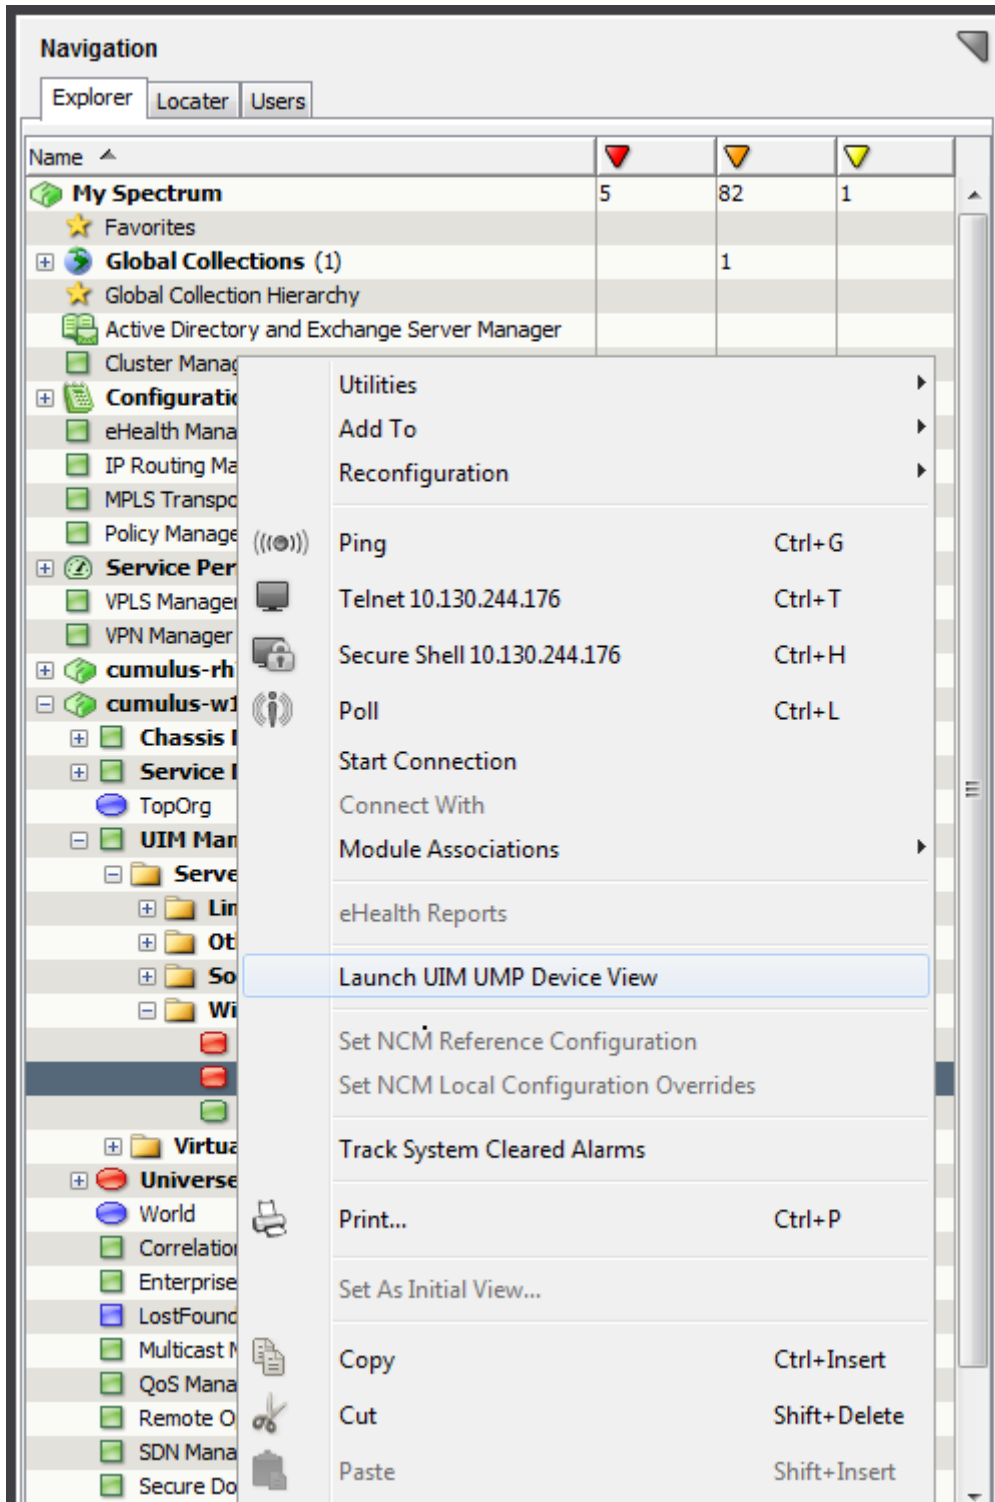 Navigation
Explorer Locater Users
Name
My Spectrum 5 82 1
Favorites
Global Collections (1) 1
Global Collection Hierarchy
Active Directory and Exchange Server Manager
Cluster Manag
Configuratio
eHealth Mana
IP Routing Ma
MPLS Transpo
Policy Manage
Service Per
VPLS Manager
VPN Manager
cumulus-rh
cumulus-w1
Chassis
Service
TopOrg
UIM Man
Serve
Lin
Ot
So
Wi
Virtua
Universe
World
Correlation
Enterprise
LostFound
Multicast
QoS Mana
Remote O
SDN Mana
Secure Do
Utilities
Add To
Reconfiguration
Ping Ctrl+G
Telnet 10.130.244.176 Ctrl+T
Secure Shell 10.130.244.176 Ctrl+H
Poll Ctrl+L
Start Connection
Connect With
Module Associations
eHealth Reports
Launch UIM UMP Device View
Set NCM Reference Configuration
Set NCM Local Configuration Overrides
Track System Cleared Alarms
Print... Ctrl+P
Set As Initial View...
Copy Ctrl+Insert
Cut Shift+Delete
Paste Shift+Insert